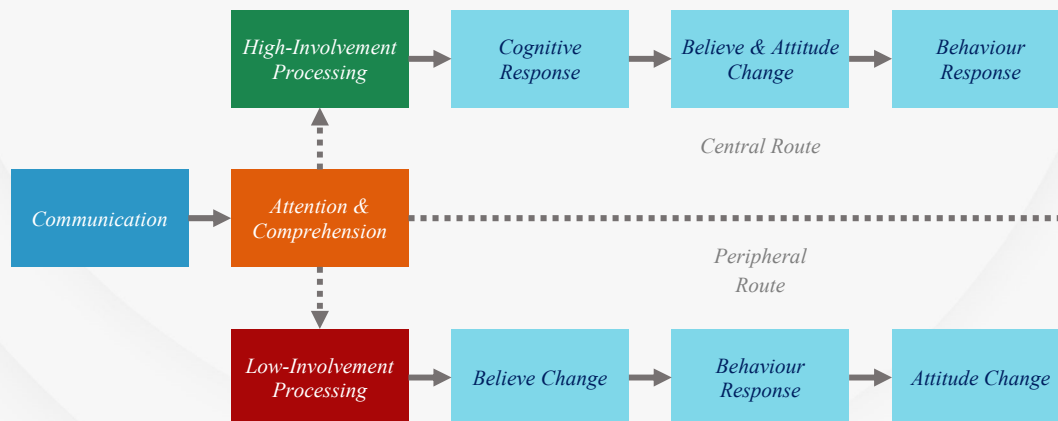 High-Involvement
Processing
Cognitive
Response
Believe & Attitude
Change
Behaviour
Response
Central Route
Communication
Attention &
Comprehension
Peripheral
Route
Low-Involvement
Processing
Believe Change
Behaviour
Response
Attitude Change